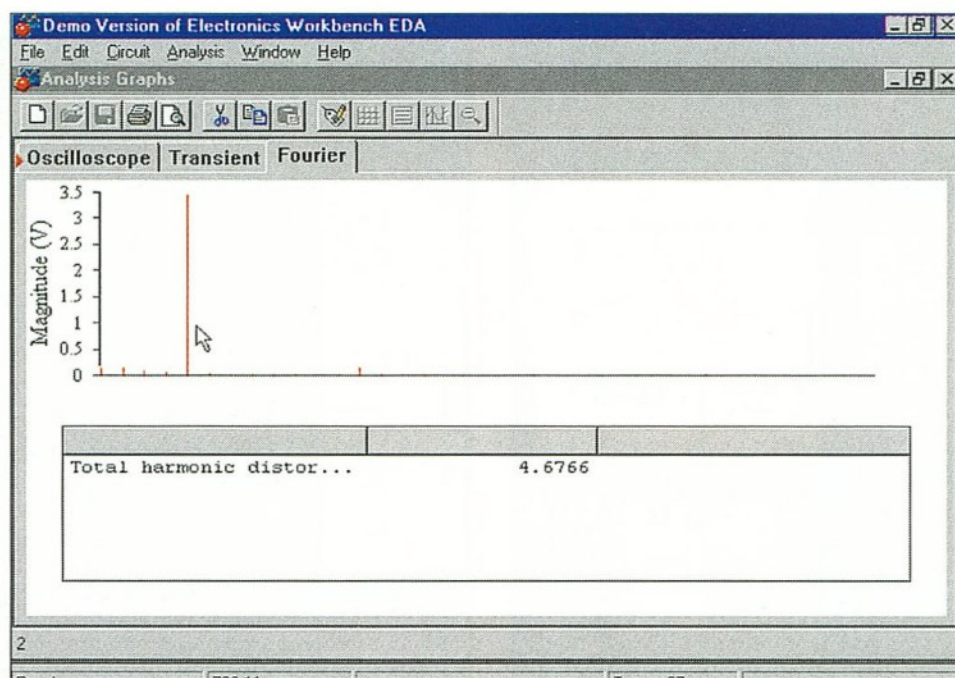 Demo Version of Electronics Workbench EDA
File Edit Circuit Analysis Window Help
Analysis Graphs
Oscilloscope Transient Fourier
Magnitude (V)
3.5
3
2.5
2
1.5
1
0.5
0
Total harmonic distor... 4.6766
2